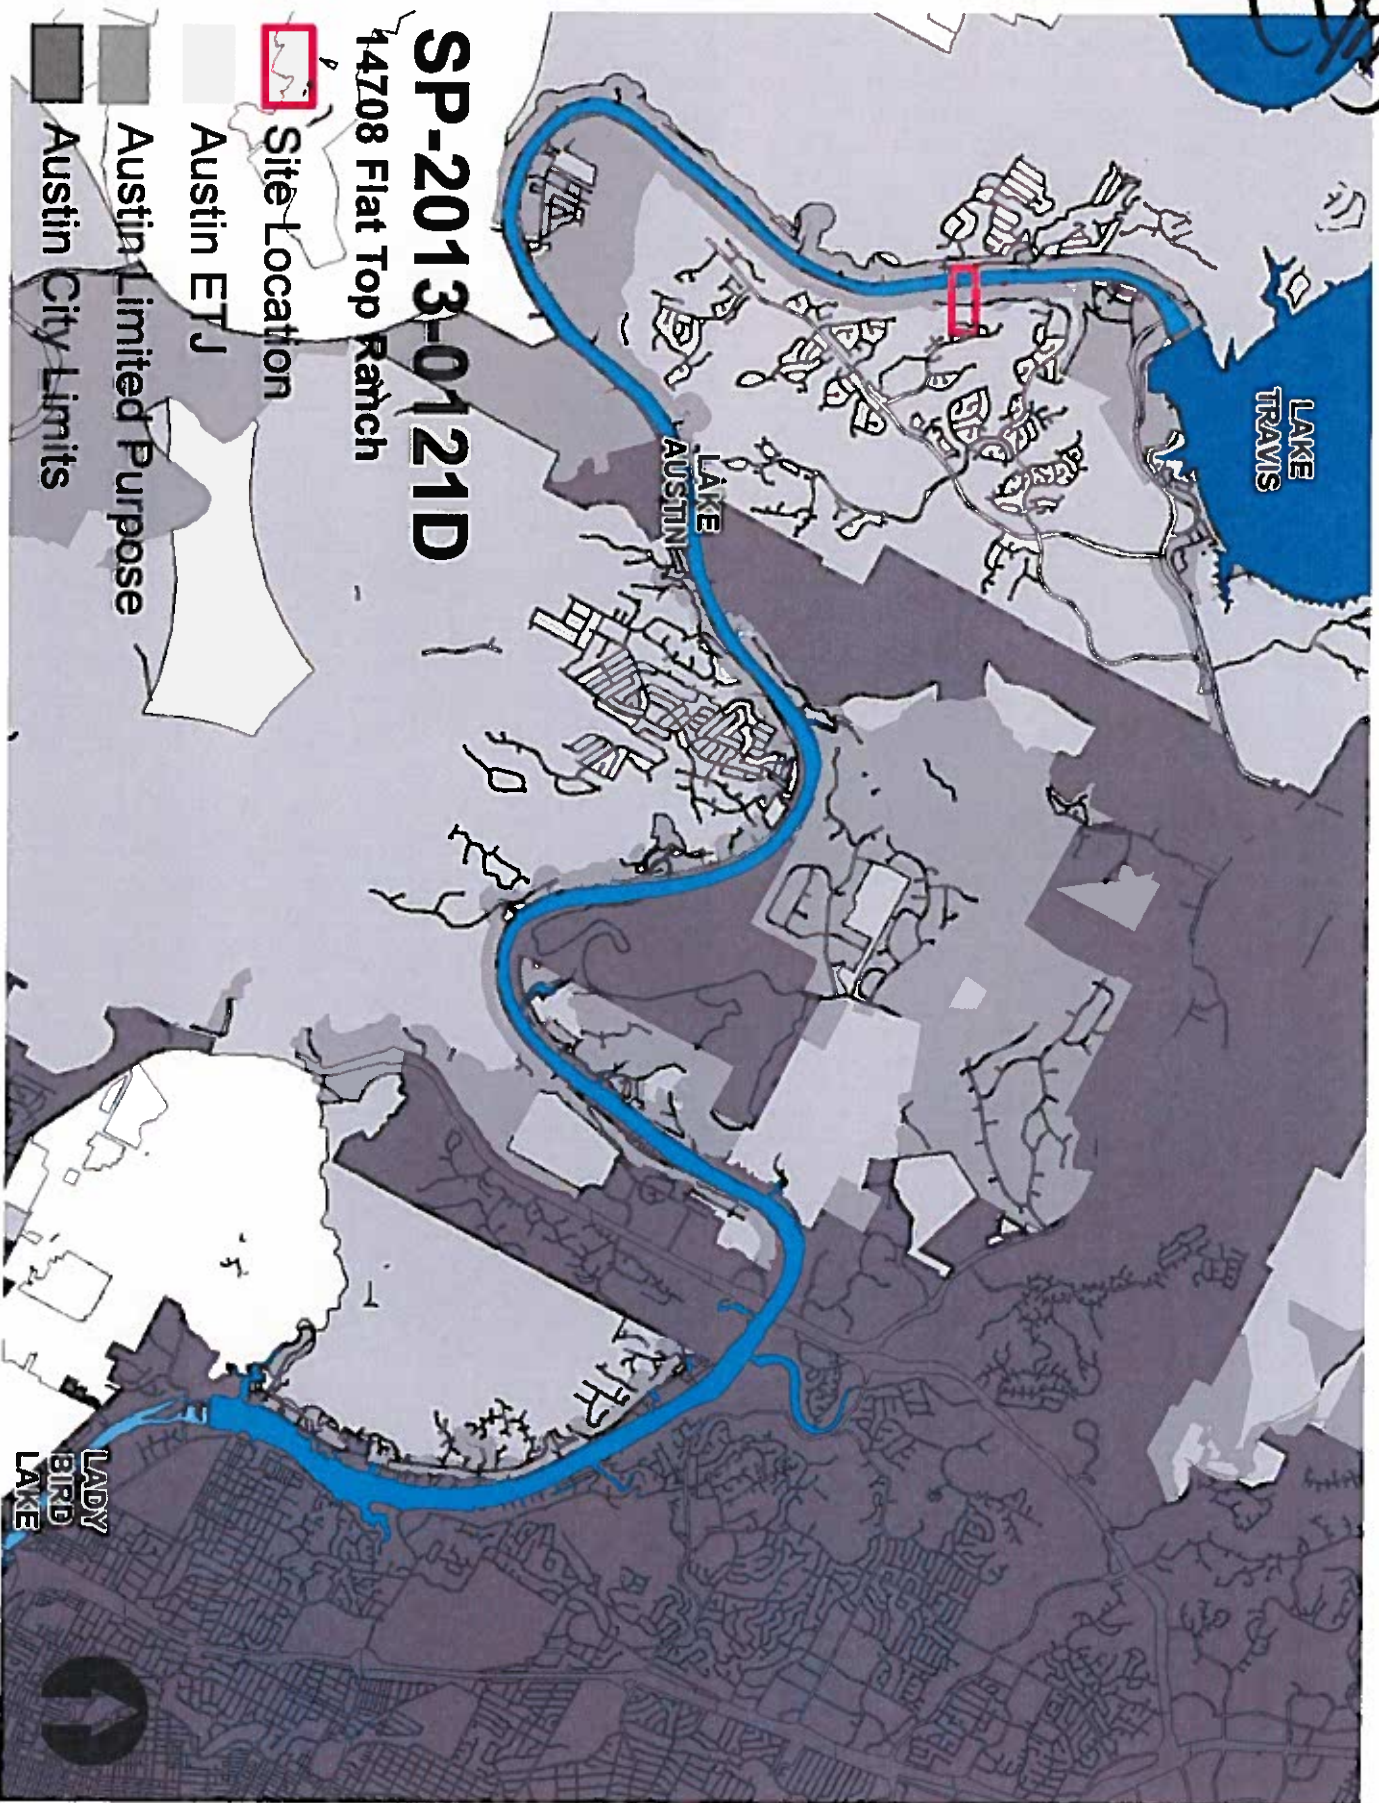 SP-2013-0121D
14708 Flat Top Ranch
Site Location
Austin ETJ
Austin Limited Purpose
Austin City Limits
LAKE
TRAVIS
LAKE
AUSTIN
LADY
BIRD
LAKE